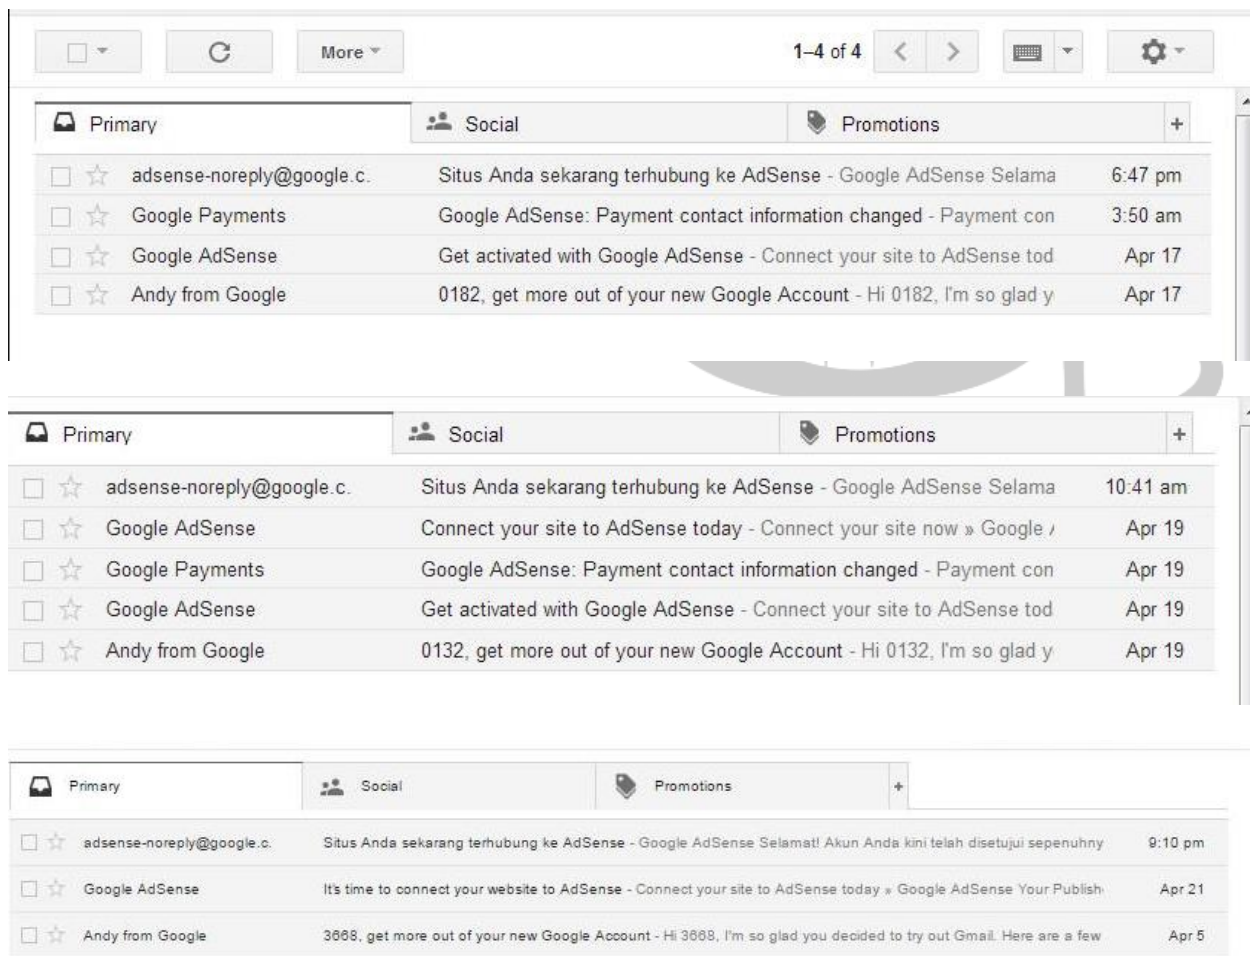 More 1–4 of 4
Primary Social Promotions +
adsense-noreply@google.c. Situs Anda sekarang terhubung ke AdSense - Google AdSense Selama 6:47 pm
Google Payments Google AdSense: Payment contact information changed - Payment con 3:50 am
Google AdSense Get activated with Google AdSense - Connect your site to AdSense tod Apr 17
Andy from Google 0182, get more out of your new Google Account - Hi 0182, I'm so glad y Apr 17
Primary Social Promotions +
adsense-noreply@google.c. Situs Anda sekarang terhubung ke AdSense - Google AdSense Selama 10:41 am
Google AdSense Connect your site to AdSense today - Connect your site now » Google Apr 19
Google Payments Google AdSense: Payment contact information changed - Payment con Apr 19
Google AdSense Get activated with Google AdSense - Connect your site to AdSense tod Apr 19
Andy from Google 0132, get more out of your new Google Account - Hi 0132, I'm so glad y Apr 19
Primary Social Promotions +
adsense-noreply@google.c. Situs Anda sekarang terhubung ke AdSense - Google AdSense Selamat! Akun Anda kini telah disetujui sepenuhny 9:10 pm
Google AdSense It's time to connect your website to AdSense - Connect your site to AdSense today » Google AdSense Your Publish Apr 21
Andy from Google 3668, get more out of your new Google Account - Hi 3668, I'm so glad you decided to try out Gmail. Here are a few Apr 5